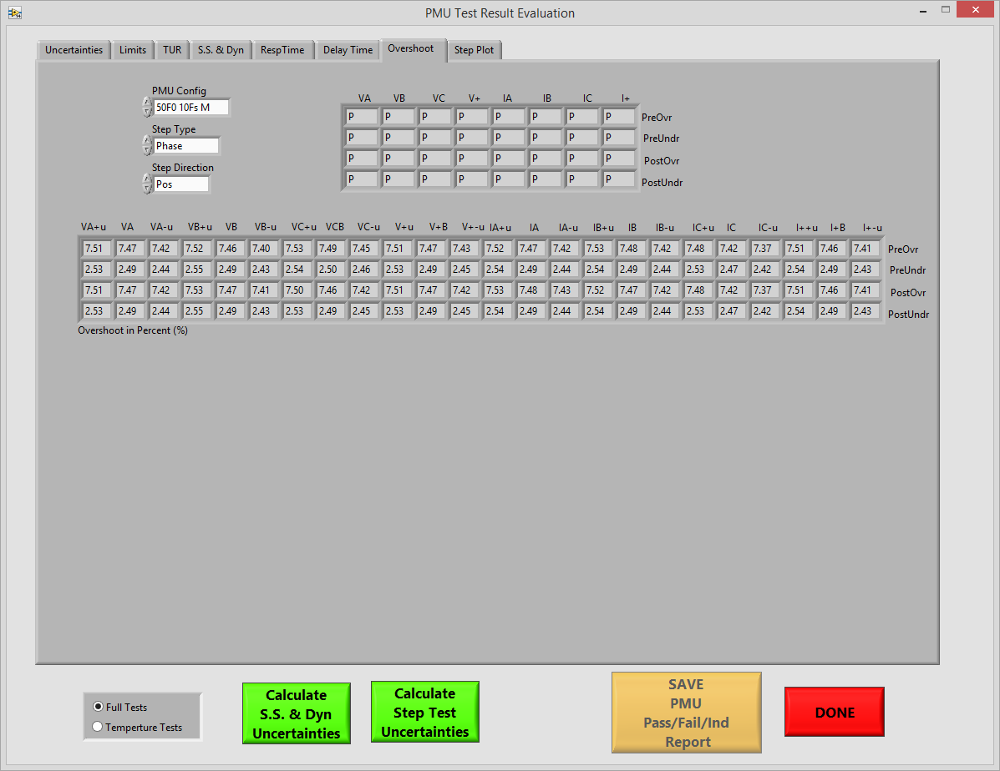 PMU Test Result Evaluation
Uncertainties Limits TUR S.S. & Dyn RespTime Delay Time Overshoot Step Plot
PMU Config
50F0 10Fs M
Step Type
Phase
Step Direction
Pos
VA VB VC V+ IA IB IC I+
P P P P P P P P PreOvr
P P P P P P P P PreUndr
P P P P P P P P PostOvr
P P P P P P P P PostUndr
VA+u VA VA-u VB+u VB VB-u VC+u VCB VC-u V+u V+B V+-u IA+u IA IA-u IB+u IB IB-u IC+u IC IC-u I++u I+B I+-u
7.51 7.47 7.42 7.52 7.46 7.40 7.53 7.49 7.45 7.51 7.47 7.43 7.52 7.47 7.42 7.53 7.48 7.42 7.48 7.42 7.37 7.51 7.46 7.41 PreOvr
2.53 2.49 2.44 2.55 2.49 2.43 2.54 2.50 2.46 2.53 2.49 2.45 2.54 2.49 2.44 2.54 2.49 2.44 2.53 2.47 2.42 2.54 2.49 2.43 PreUndr
7.51 7.47 7.42 7.53 7.47 7.41 7.50 7.46 7.42 7.51 7.47 7.42 7.53 7.48 7.43 7.52 7.47 7.42 7.48 7.42 7.37 7.51 7.46 7.41 PostOvr
2.53 2.49 2.44 2.55 2.49 2.43 2.53 2.49 2.45 2.53 2.49 2.45 2.54 2.49 2.44 2.54 2.49 2.44 2.53 2.47 2.42 2.54 2.49 2.43 PostUndr
Overshoot in Percent (%)
Full Tests
Temperture Tests
Calculate
S.S. & Dyn
Uncertainties
Calculate
Step Test
Uncertainties
SAVE
PMU
Pass/Fail/Ind
Report
DONE